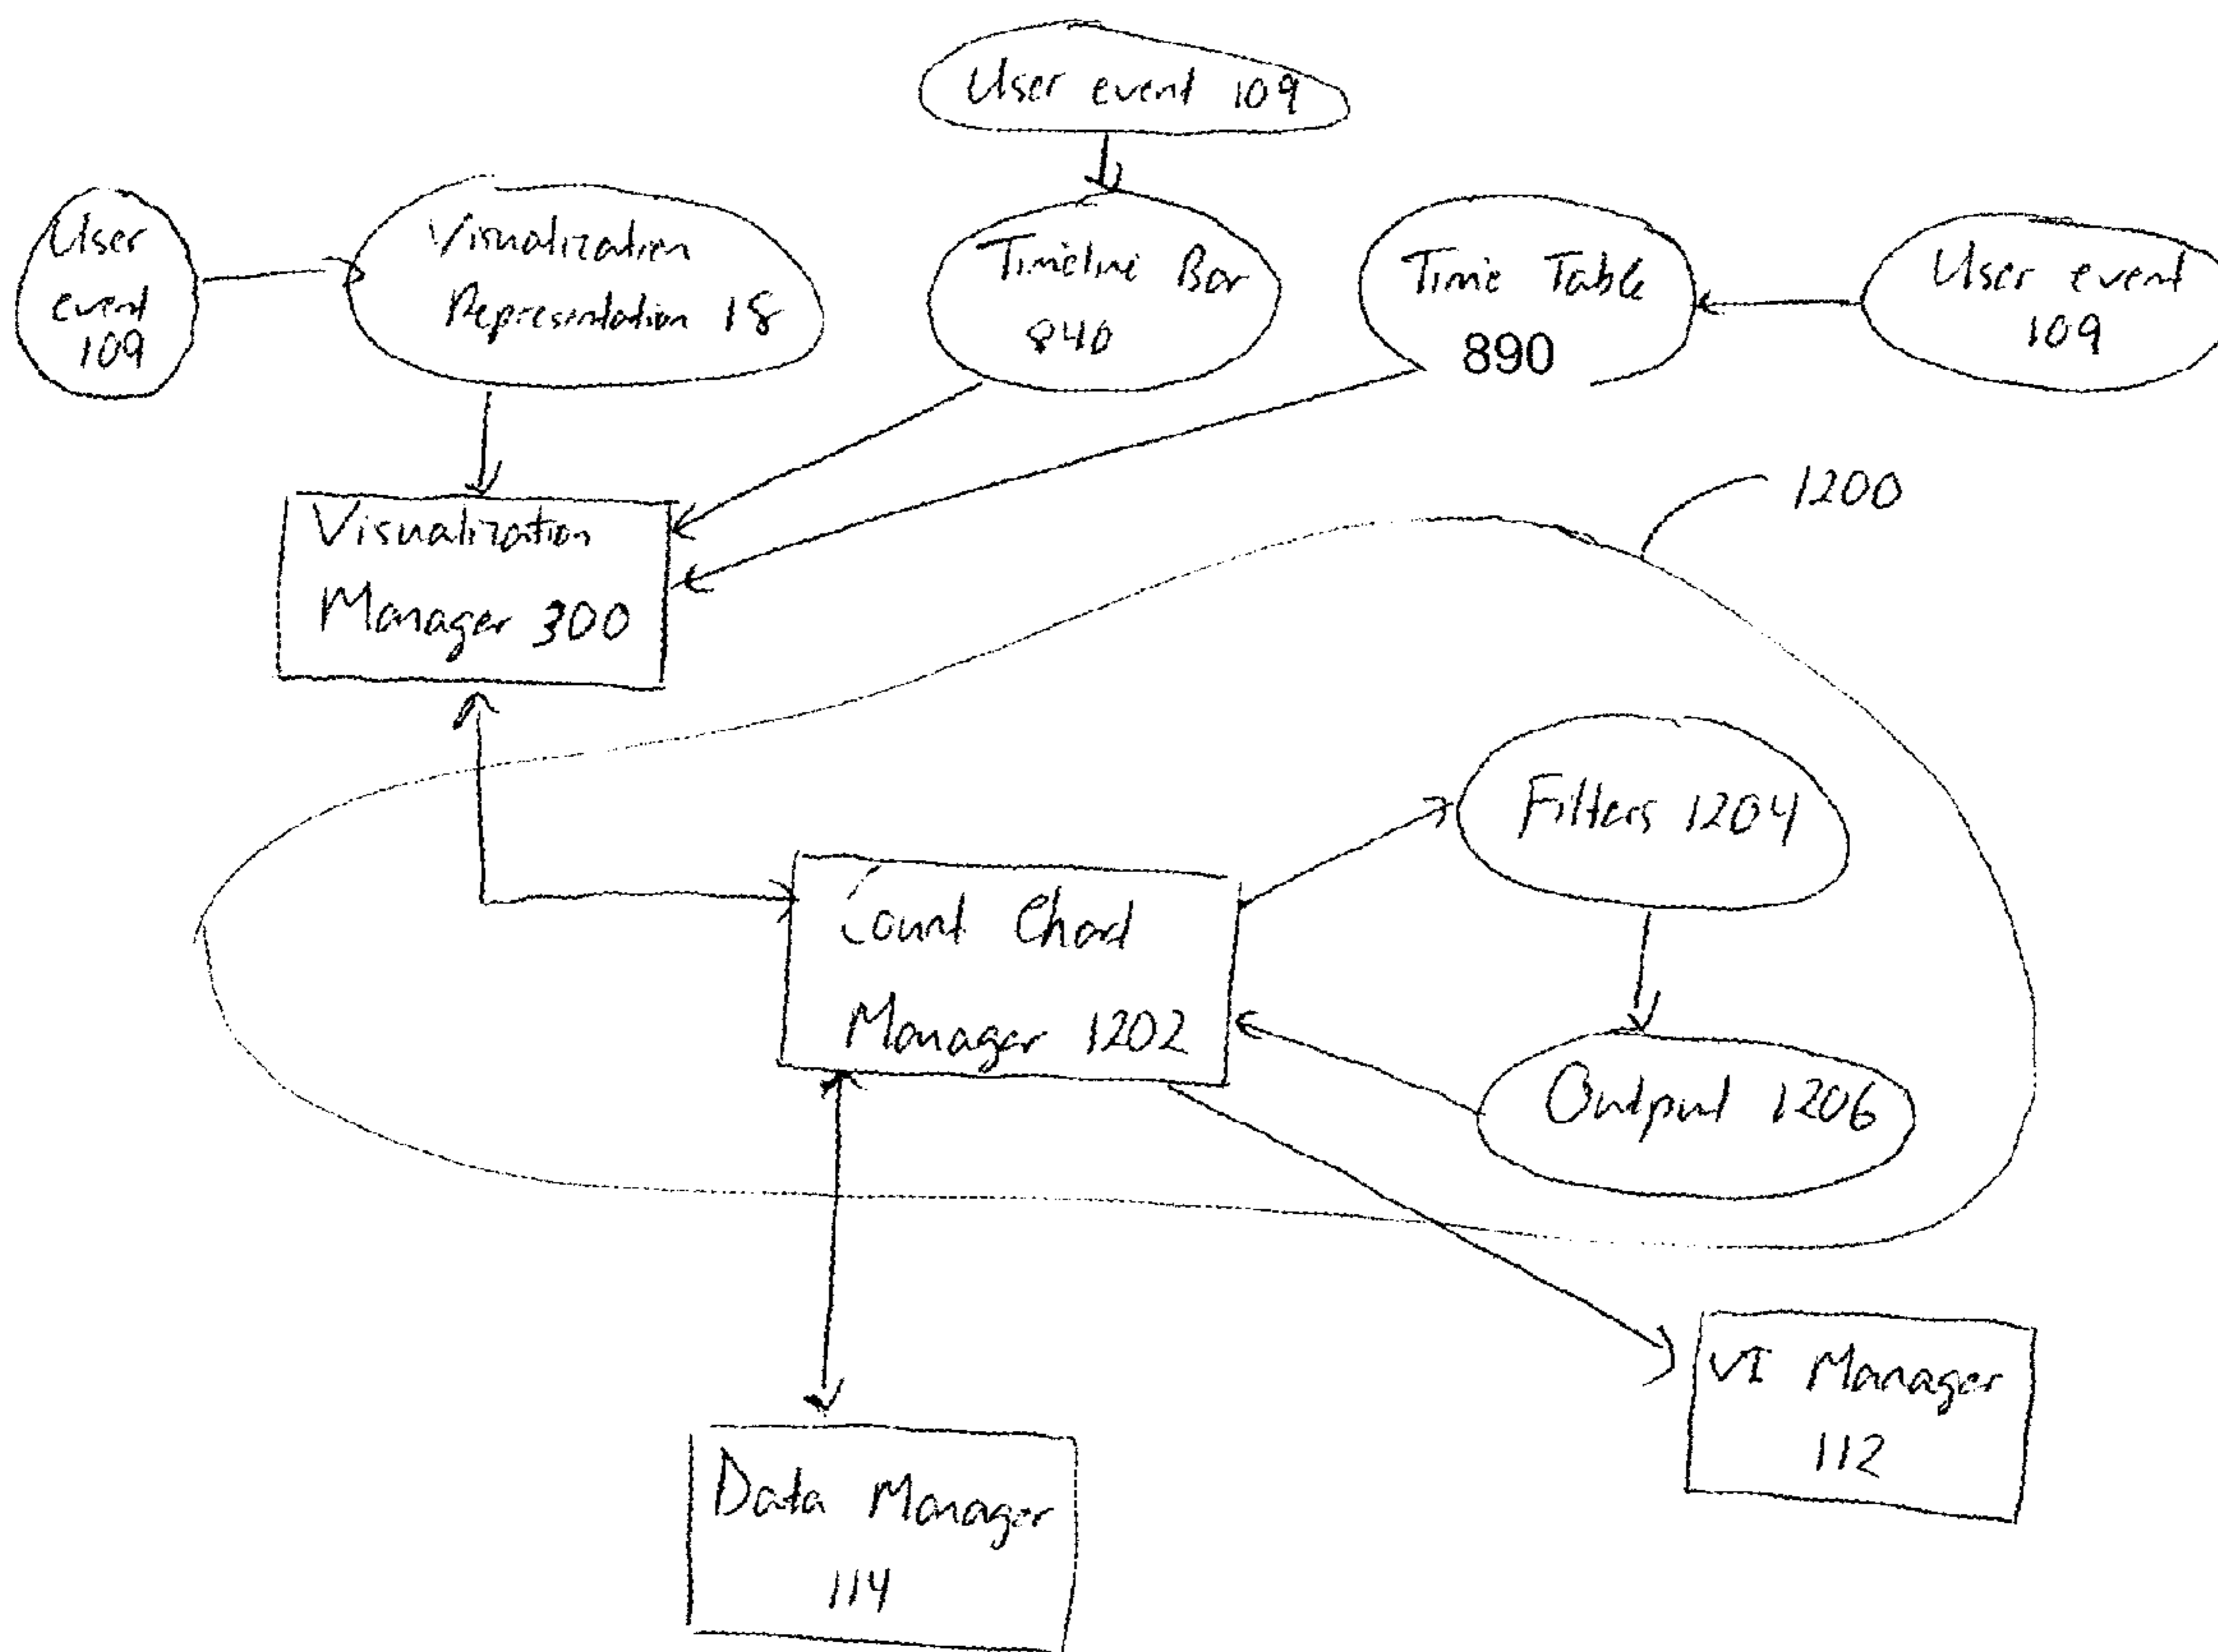 User event 109
User
event
109
Visualization
Representation 18
Timeline Bar
840
Time Table
890
User event
109
1200
Visualization
Manager 300
Filters 1204
Count Chart
Manager 1202
Output 1206
VI Manager
112
Data Manager
114